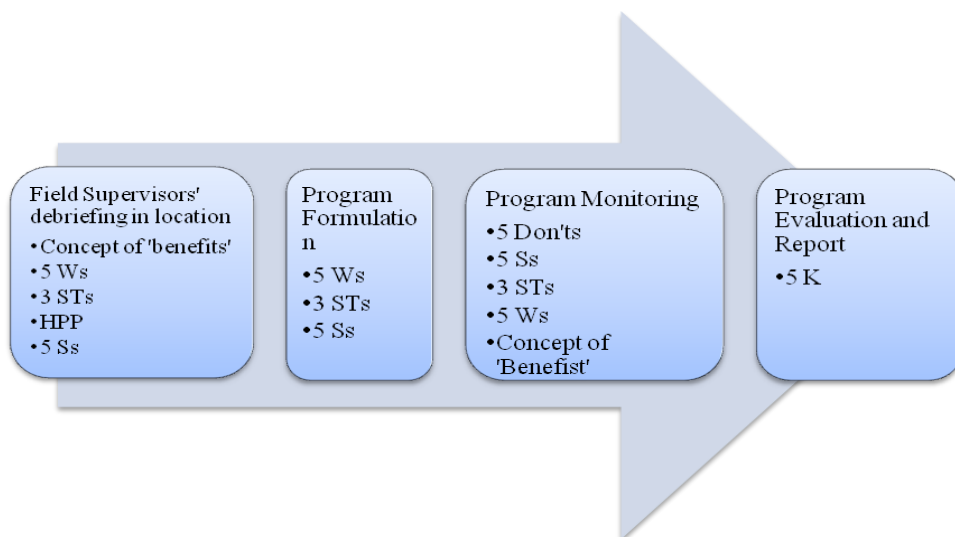 Field Supervisors'
debriefing in location
•Concept of 'benefits'
•5 Ws
•3 STs
•HPP
•5 Ss
Program
Formulatio
n
•5 Ws
•3 STs
•5 Ss
Program Monitoring
•5 Don'ts
•5 Ss
•3 STs
•5 Ws
•Concept of
'Benefist'
Program
Evaluation and
Report
•5 K